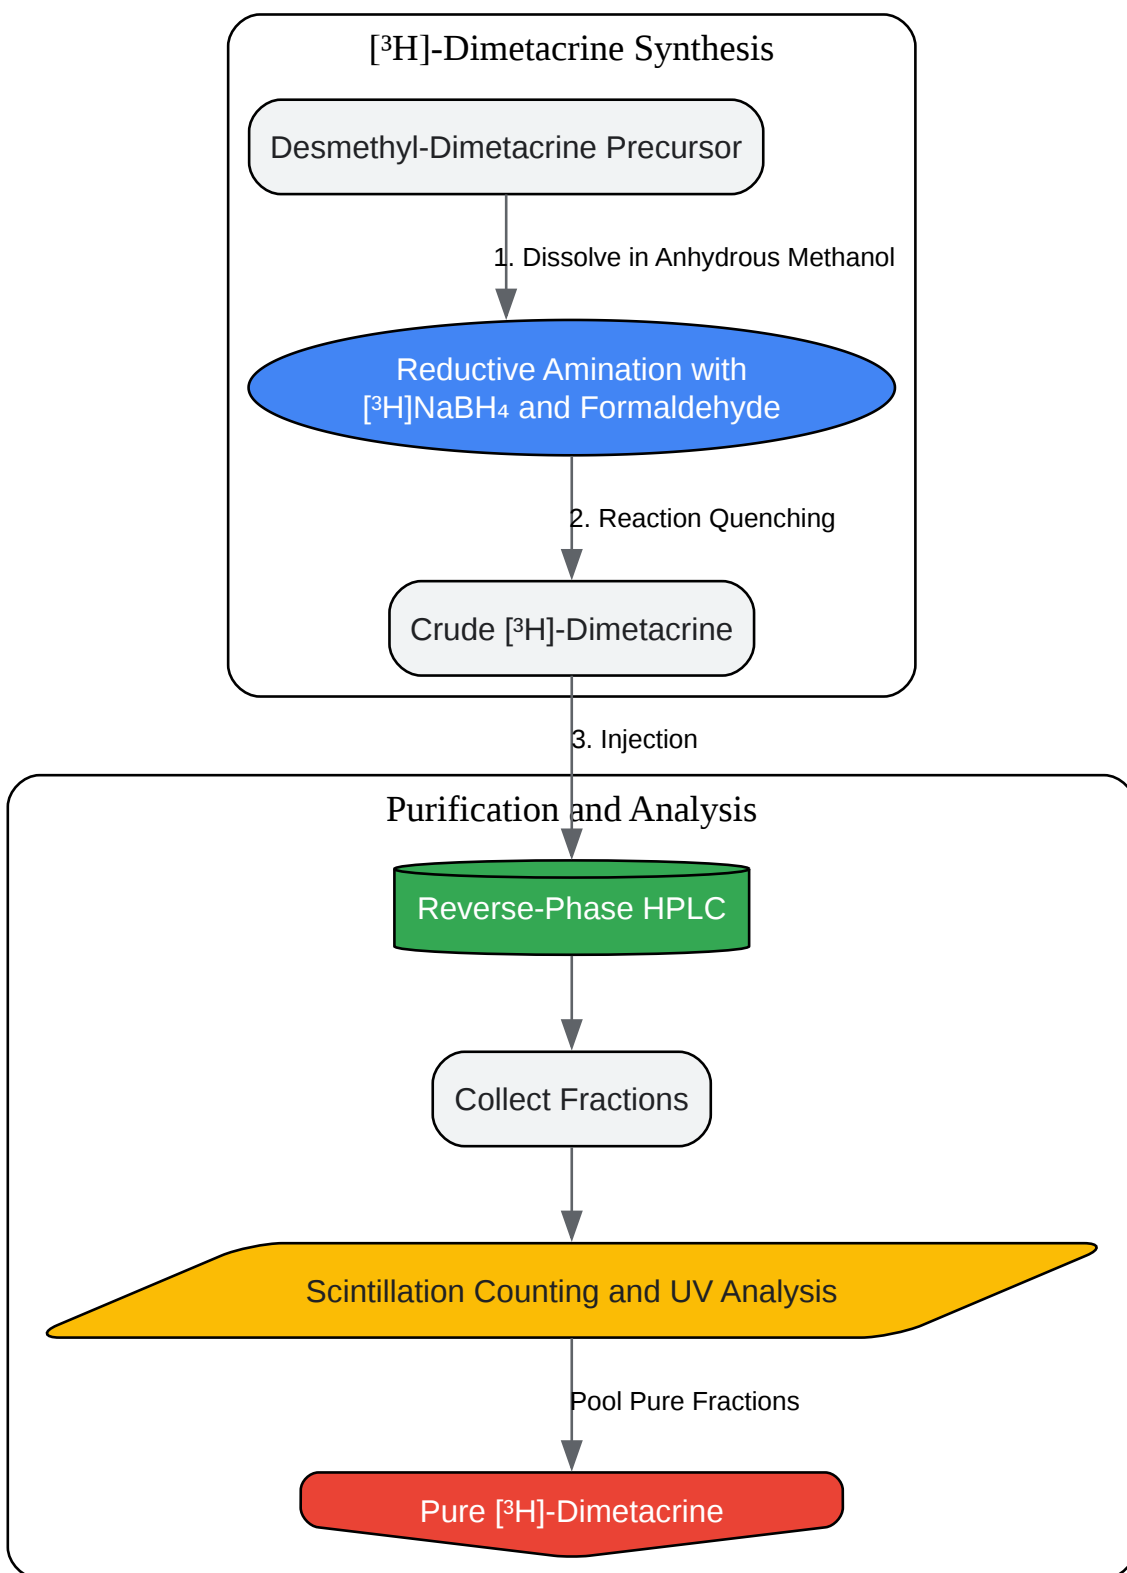 [³H]-Dimetacrine Synthesis
Desmethyl-Dimetacrine Precursor
1. Dissolve in Anhydrous Methanol
Reductive Amination with
[³H]NaBH₄ and Formaldehyde
2. Reaction Quenching
Crude [³H]-Dimetacrine
3. Injection
Purification and Analysis
Reverse-Phase HPLC
Collect Fractions
Scintillation Counting and UV Analysis
Pool Pure Fractions
Pure [³H]-Dimetacrine